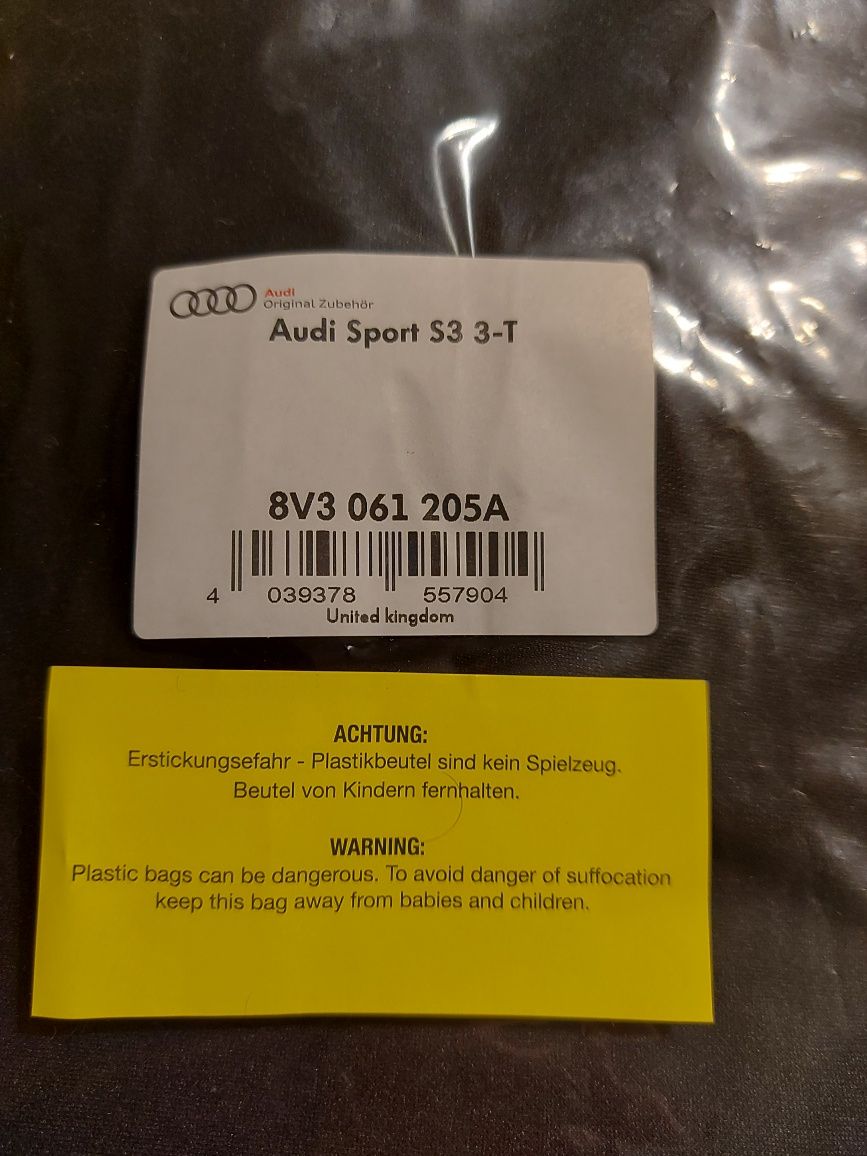 Audi
Original Zubehör
Audi Sport S3 3-T
8V3 061 205A
4 039378 557904
United kingdom
ACHTUNG:
Erstickungsefahr - Plastikbeutel sind kein Spielzeug.
Beutel von Kindern fernhalten.
WARNING:
Plastic bags can be dangerous. To avoid danger of suffocation
keep this bag away from babies and children.